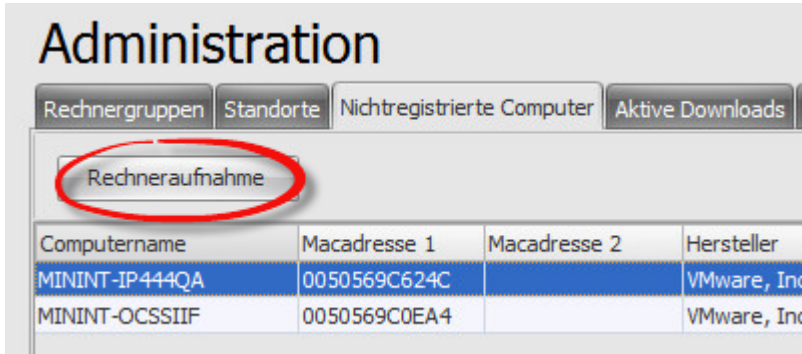 Administration
Rechnergruppen Standorte Nichtregistrierte Computer Aktive Downloads
Rechneraufnahme
Computername Macadresse 1 Macadresse 2 Hersteller
MININT-IP444QA 0050569C624C VMware, Inc
MININT-OCSSIIF 0050569C0EA4 VMware, Inc